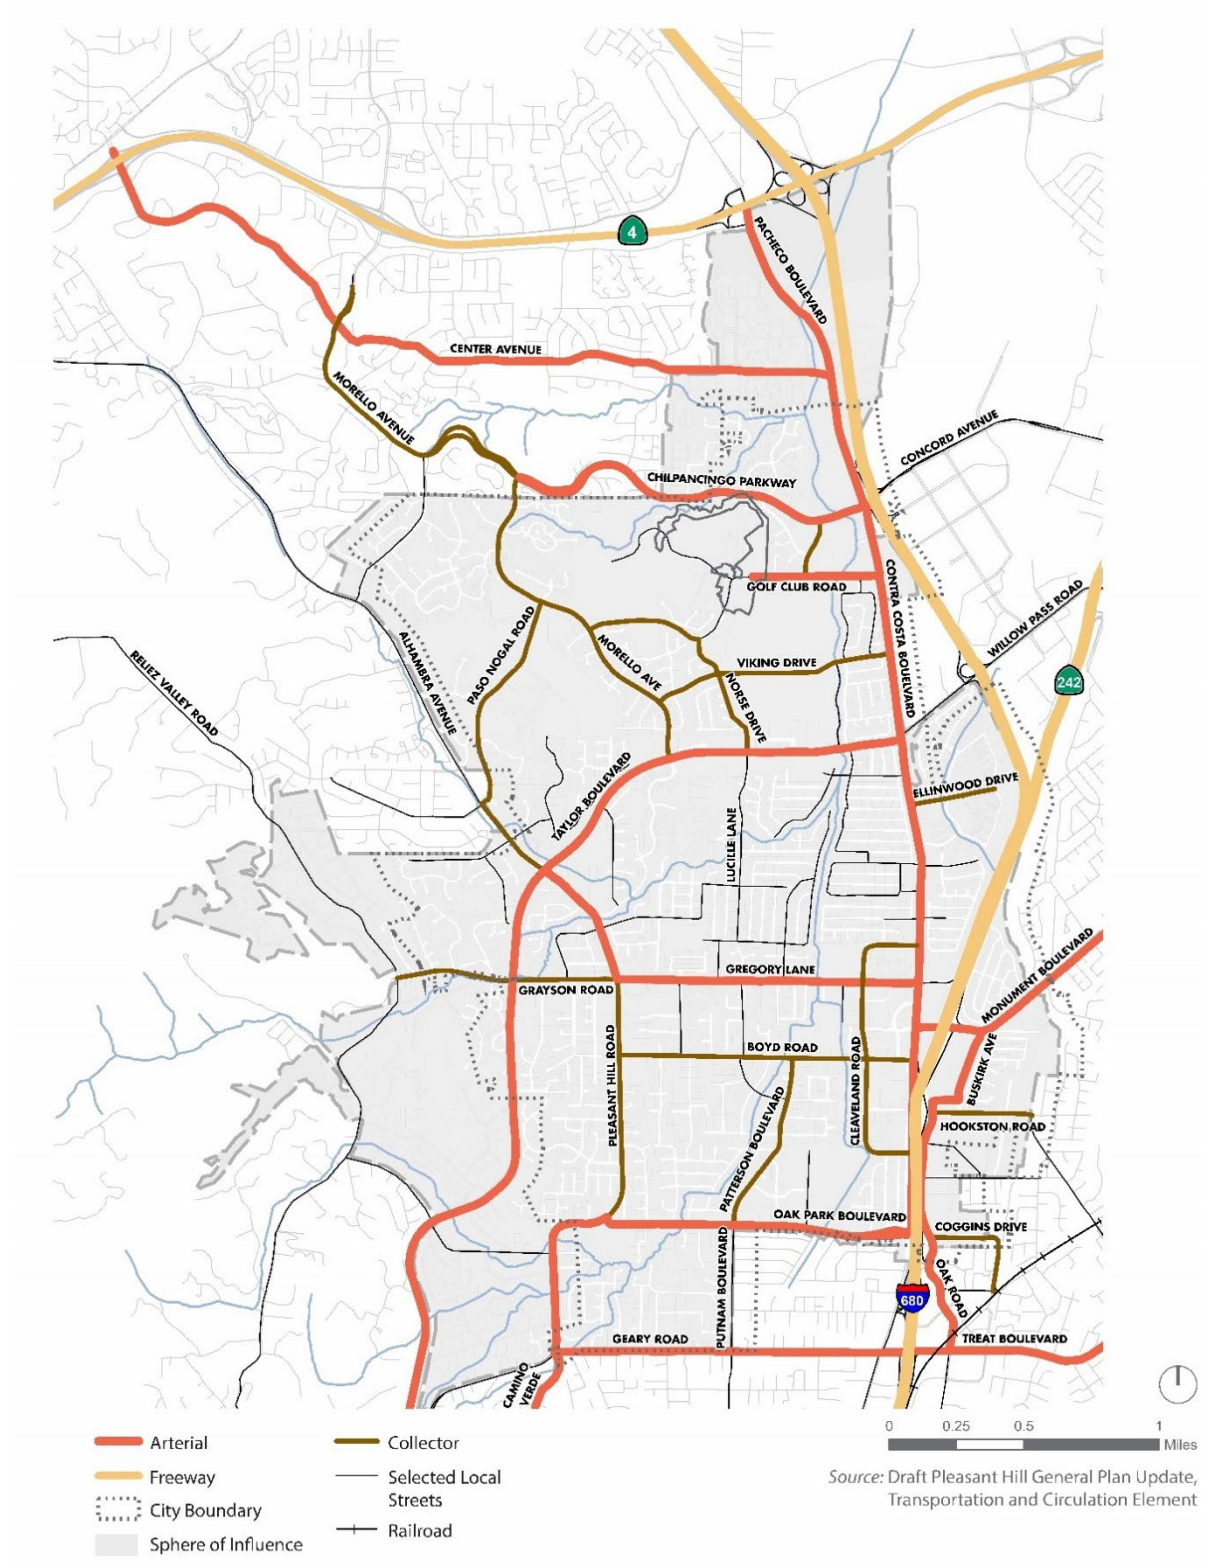 4
PACHECO BOULEVARD
CENTER AVENUE
MORELLO AVENUE
CONCORD AVENUE
CHILPANCINGO PARKWAY
GOLF CLUB ROAD
CONTRA COSTA BOUELVARD
WILLOW PASS ROAD
ALHAMBRA AVENUE
PASO NOGAL ROAD
MORELLO AVE
VIKING DRIVE
NORSE DRIVE
242
RELIEZ VALLEY ROAD
TAYLOR BOULEVARD
ELLINWOOD DRIVE
LUCILLE LANE
MONUMENT BOULEVARD
GREGORY LANE
GRAYSON ROAD
PLEASANT HILL ROAD
BOYD ROAD
CLEAVELAND ROAD
BUSKIRK AVE
HOOKSTON ROAD
PATTERSON BOULEVARD
OAK PARK BOULEVARD
COGGINS DRIVE
PUTNAM BOULEVARD
OAK ROAD
680
GEARY ROAD
TREAT BOULEVARD
CAMINO
VERDE
Arterial
Freeway
City Boundary
Sphere of Influence
Collector
Selected Local
Streets
Railroad
0 0.25 0.5 1
Miles
Source: Draft Pleasant Hill General Plan Update,
Transportation and Circulation Element